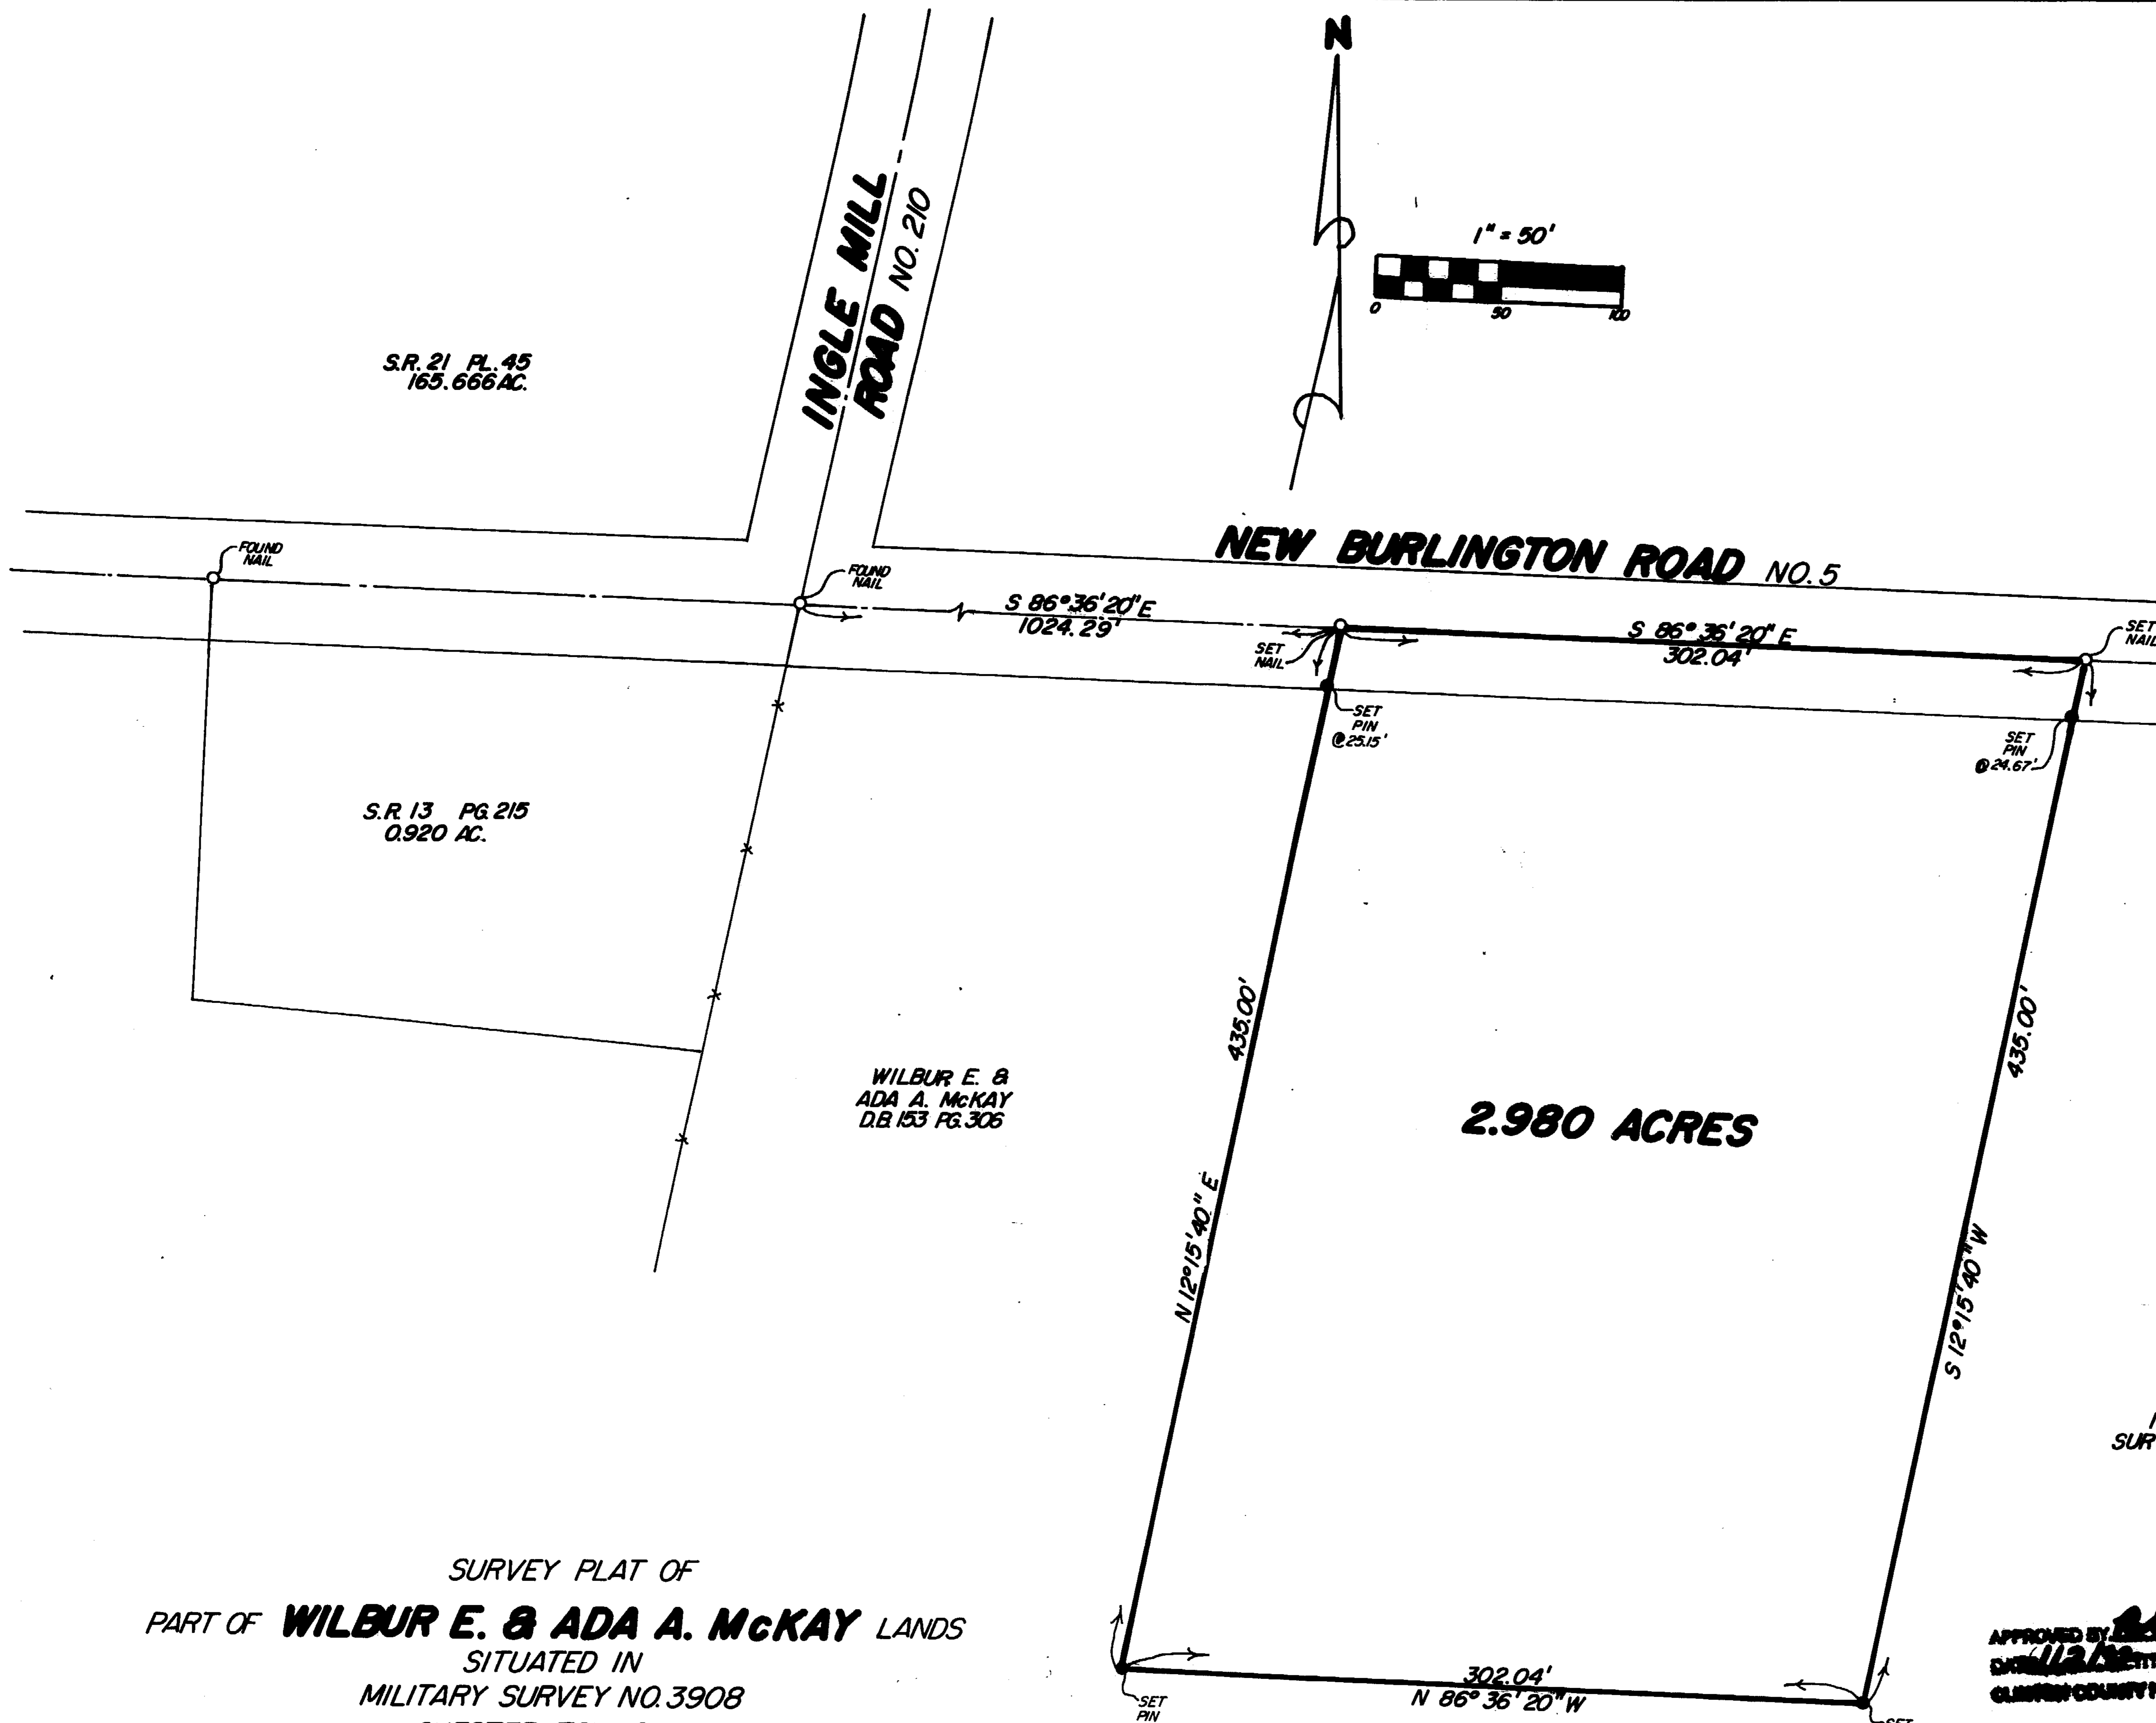 N
1" = 50'
0 50 100
INGLE MILL
ROAD NO. 210
S.R. 21 PL. 45
165.666 AC.
NEW BURLINGTON ROAD NO. 5
FOUND
NAIL
FOUND
NAIL
S 86° 36' 20" E
1024.29'
SET
NAIL
S 86° 36' 20" E
302.04'
SET
NAIL
SET
PIN
@ 25.15'
SET
PIN
@ 24.67'
S.R. 13 PG. 215
0.920 AC.
435.00'
N 12° 15' 40" E
435.00'
S 12° 15' 40" W
WILBUR E. &
ADA A. McKAY
D.B. 153 PG. 306
2.980 ACRES
SUR
SURVEY PLAT OF
PART OF WILBUR E. & ADA A. McKAY LANDS
SITUATED IN
MILITARY SURVEY NO. 3908
302.04'
N 86° 36' 20" W
SET
PIN
SET
APPROVED BY
CLINTON COUNTY